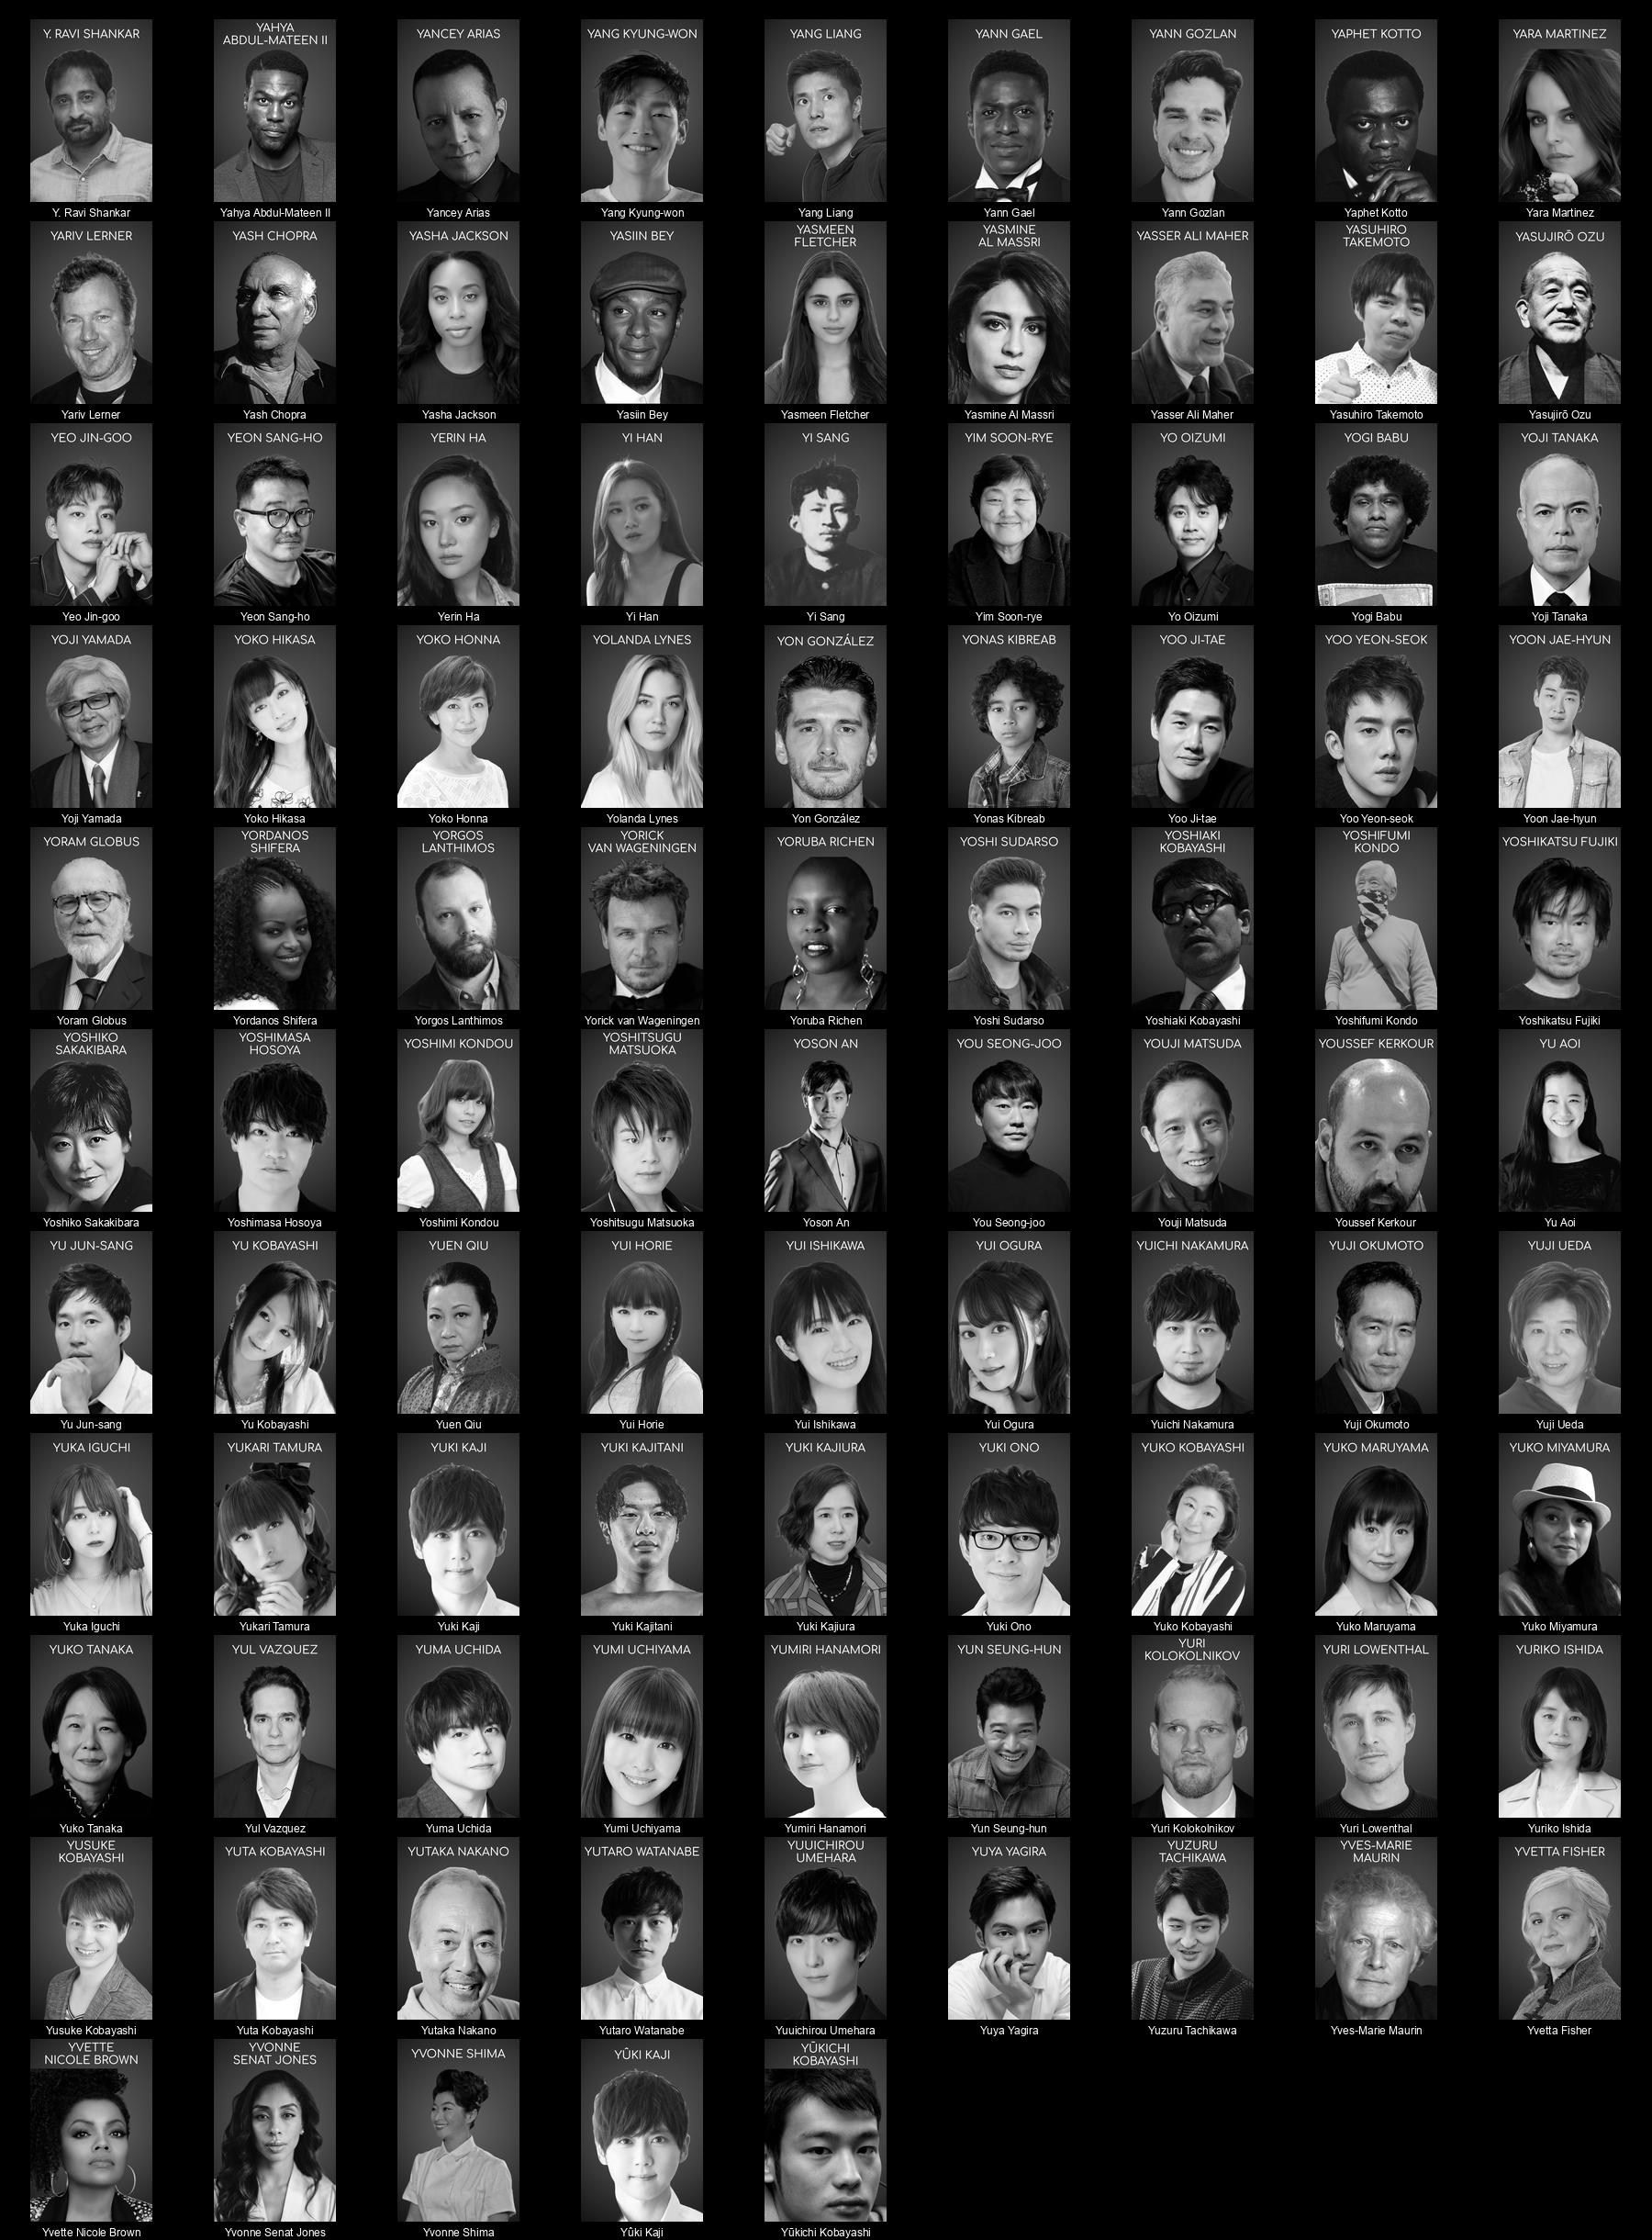 Y. RAVI SHANKAR
YAHYA
ABDUL-MATEEN II
YANCEY ARIAS
YANG KYUNG-WON
YANG LIANG
YANN GAEL
YANN GOZLAN
YAPHET KOTTO
YARA MARTINEZ
Y. Ravi Shankar
Yahya Abdul-Mateen II
Yancey Arias
Yang Kyung-won
Yang Liang
Yann Gael
Yann Gozlan
Yaphet Kotto
Yara Martinez
YARIV LERNER
YASH CHOPRA
YASHA JACKSON
YASIIN BEY
YASMEEN
FLETCHER
YASMINE
AL MASSRI
YASSER ALI MAHER
YASUHIRO
TAKEMOTO
YASUJIRŌ OZU
Yariv Lerner
Yash Chopra
Yasha Jackson
Yasiin Bey
Yasmeen Fletcher
Yasmine Al Massri
Yasser Ali Maher
Yasuhiro Takemoto
Yasujirō Ozu
YEO JIN-GOO
YEON SANG-HO
YERIN HA
YI HAN
YI SANG
YIM SOON-RYE
YO OIZUMI
YOGI BABU
YOJI TANAKA
Yeo Jin-goo
Yeon Sang-ho
Yerin Ha
Yi Han
Yi Sang
Yim Soon-rye
Yo Oizumi
Yogi Babu
Yoji Tanaka
YOJI YAMADA
YOKO HIKASA
YOKO HONNA
YOLANDA LYNES
YON GONZÁLEZ
YONAS KIBREAB
YOO JI-TAE
YOO YEON-SEOK
YOON JAE-HYUN
Yoji Yamada
Yoko Hikasa
Yoko Honna
Yolanda Lynes
Yon González
Yonas Kibreab
Yoo Ji-tae
Yoo Yeon-seok
Yoon Jae-hyun
YORAM GLOBUS
YORDANOS
SHIFERA
YORGOS
LANTHIMOS
YORICK
VAN WAGENINGEN
YORUBA RICHEN
YOSHI SUDARSO
YOSHIAKI
KOBAYASHI
YOSHIFUMI
KONDO
YOSHIKATSU FUJIKI
Yoram Globus
Yordanos Shifera
Yorgos Lanthimos
Yorick van Wageningen
Yoruba Richen
Yoshi Sudarso
Yoshiaki Kobayashi
Yoshifumi Kondo
Yoshikatsu Fujiki
YOSHIKO
SAKAKIBARA
YOSHIMASA
HOSOYA
YOSHIMI KONDOU
YOSHITSUGU
MATSUOKA
YOSON AN
YOU SEONG-JOO
YOUJI MATSUDA
YOUSSEF KERKOUR
YU AOI
Yoshiko Sakakibara
Yoshimasa Hosoya
Yoshimi Kondou
Yoshitsugu Matsuoka
Yoson An
You Seong-joo
Youji Matsuda
Youssef Kerkour
Yu Aoi
YU JUN-SANG
YU KOBAYASHI
YUEN QIU
YUI HORIE
YUI ISHIKAWA
YUI OGURA
YUICHI NAKAMURA
YUJI OKUMOTO
YUJI UEDA
Yu Jun-sang
Yu Kobayashi
Yuen Qiu
Yui Horie
Yui Ishikawa
Yui Ogura
Yuichi Nakamura
Yuji Okumoto
Yuji Ueda
YUKA IGUCHI
YUKARI TAMURA
YUKI KAJI
YUKI KAJITANI
YUKI KAJIURA
YUKI ONO
YUKO KOBAYASHI
YUKO MARUYAMA
YUKO MIYAMURA
Yuka Iguchi
Yukari Tamura
Yuki Kaji
Yuki Kajitani
Yuki Kajiura
Yuki Ono
Yuko Kobayashi
Yuko Maruyama
Yuko Miyamura
YUKO TANAKA
YUL VAZQUEZ
YUMA UCHIDA
YUMI UCHIYAMA
YUMIRI HANAMORI
YUN SEUNG-HUN
YURI
KOLOKOLNIKOV
YURI LOWENTHAL
YURIKO ISHIDA
Yuko Tanaka
Yul Vazquez
Yuma Uchida
Yumi Uchiyama
Yumiri Hanamori
Yun Seung-hun
Yuri Kolokolnikov
Yuri Lowenthal
Yuriko Ishida
YUSUKE
KOBAYASHI
YUTA KOBAYASHI
YUTAKA NAKANO
YUTARO WATANABE
YUUICHIROU
UMEHARA
YUYA YAGIRA
YUZURU
TACHIKAWA
YVES-MARIE
MAURIN
YVETTA FISHER
Yusuke Kobayashi
Yuta Kobayashi
Yutaka Nakano
Yutaro Watanabe
Yuuichirou Umehara
Yuya Yagira
Yuzuru Tachikawa
Yves-Marie Maurin
Yvetta Fisher
YVETTE
NICOLE BROWN
YVONNE
SENAT JONES
YVONNE SHIMA
YÛKI KAJI
YŪKICHI
KOBAYASHI
Yvette Nicole Brown
Yvonne Senat Jones
Yvonne Shima
Yûki Kaji
Yūkichi Kobayashi